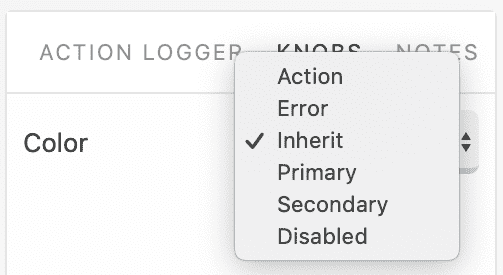 ACTION LOGGER KNOBS NOTES
Color
Action
Error
Inherit
Primary
Secondary
Disabled